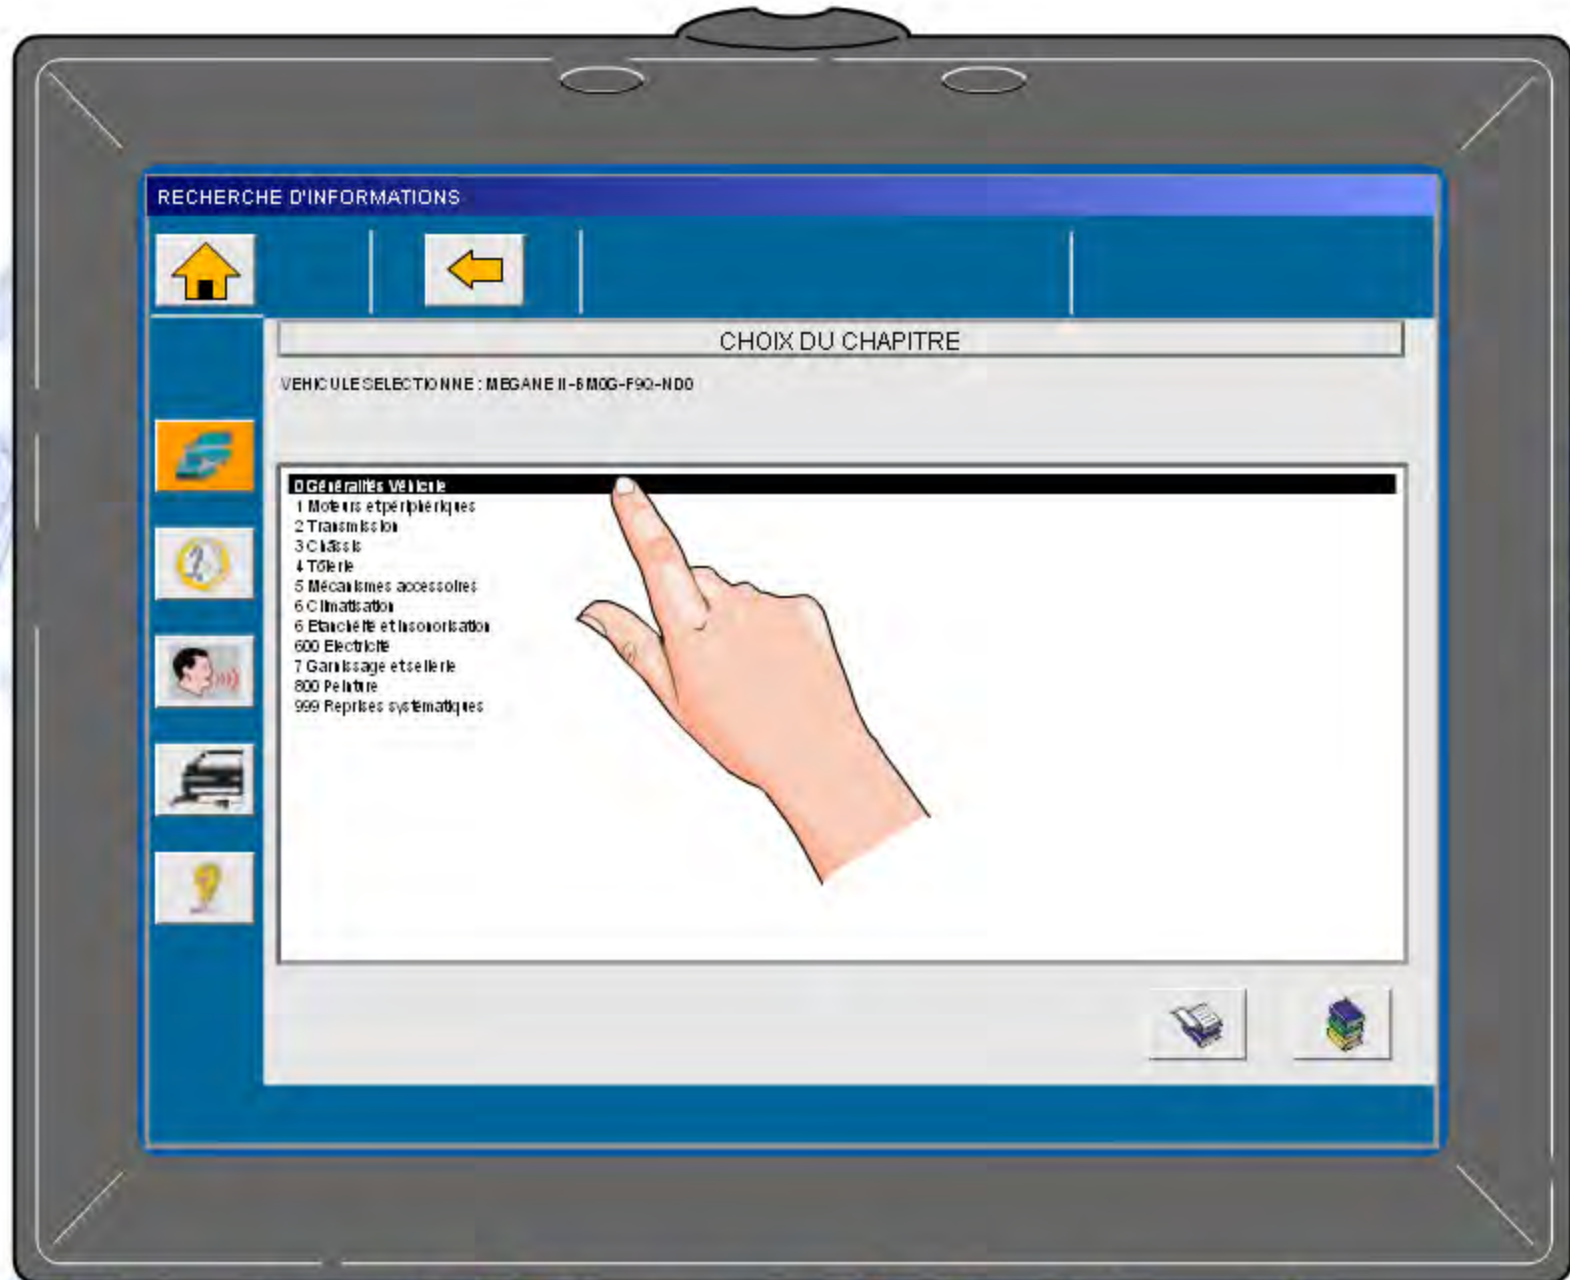 RECHERCHE D'INFORMATIONS
CHOIX DU CHAPITRE
VEHICULE SELECTIONNE : MEGANE II-BM0G-F9Q-ND0
0 Généralités Véhicule
1 Moteurs et périphériques
2 Transmission
3 Châssis
4 Tôlerie
5 Mécanismes accessoires
6 Climatisation
6 Etanchéité et insonorisation
600 Electricité
7 Garnissage et sellerie
800 Peinture
999 Reprises systématiques